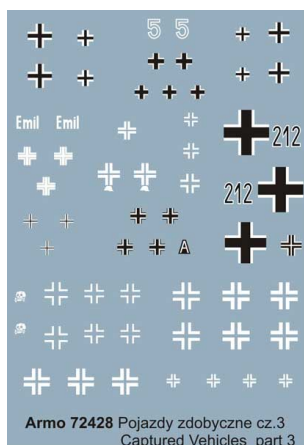 5 5
Emil Emil
212
212
A
Armo 72428 Pojazdy zdobyczne cz.3
Captured Vehicles part 3